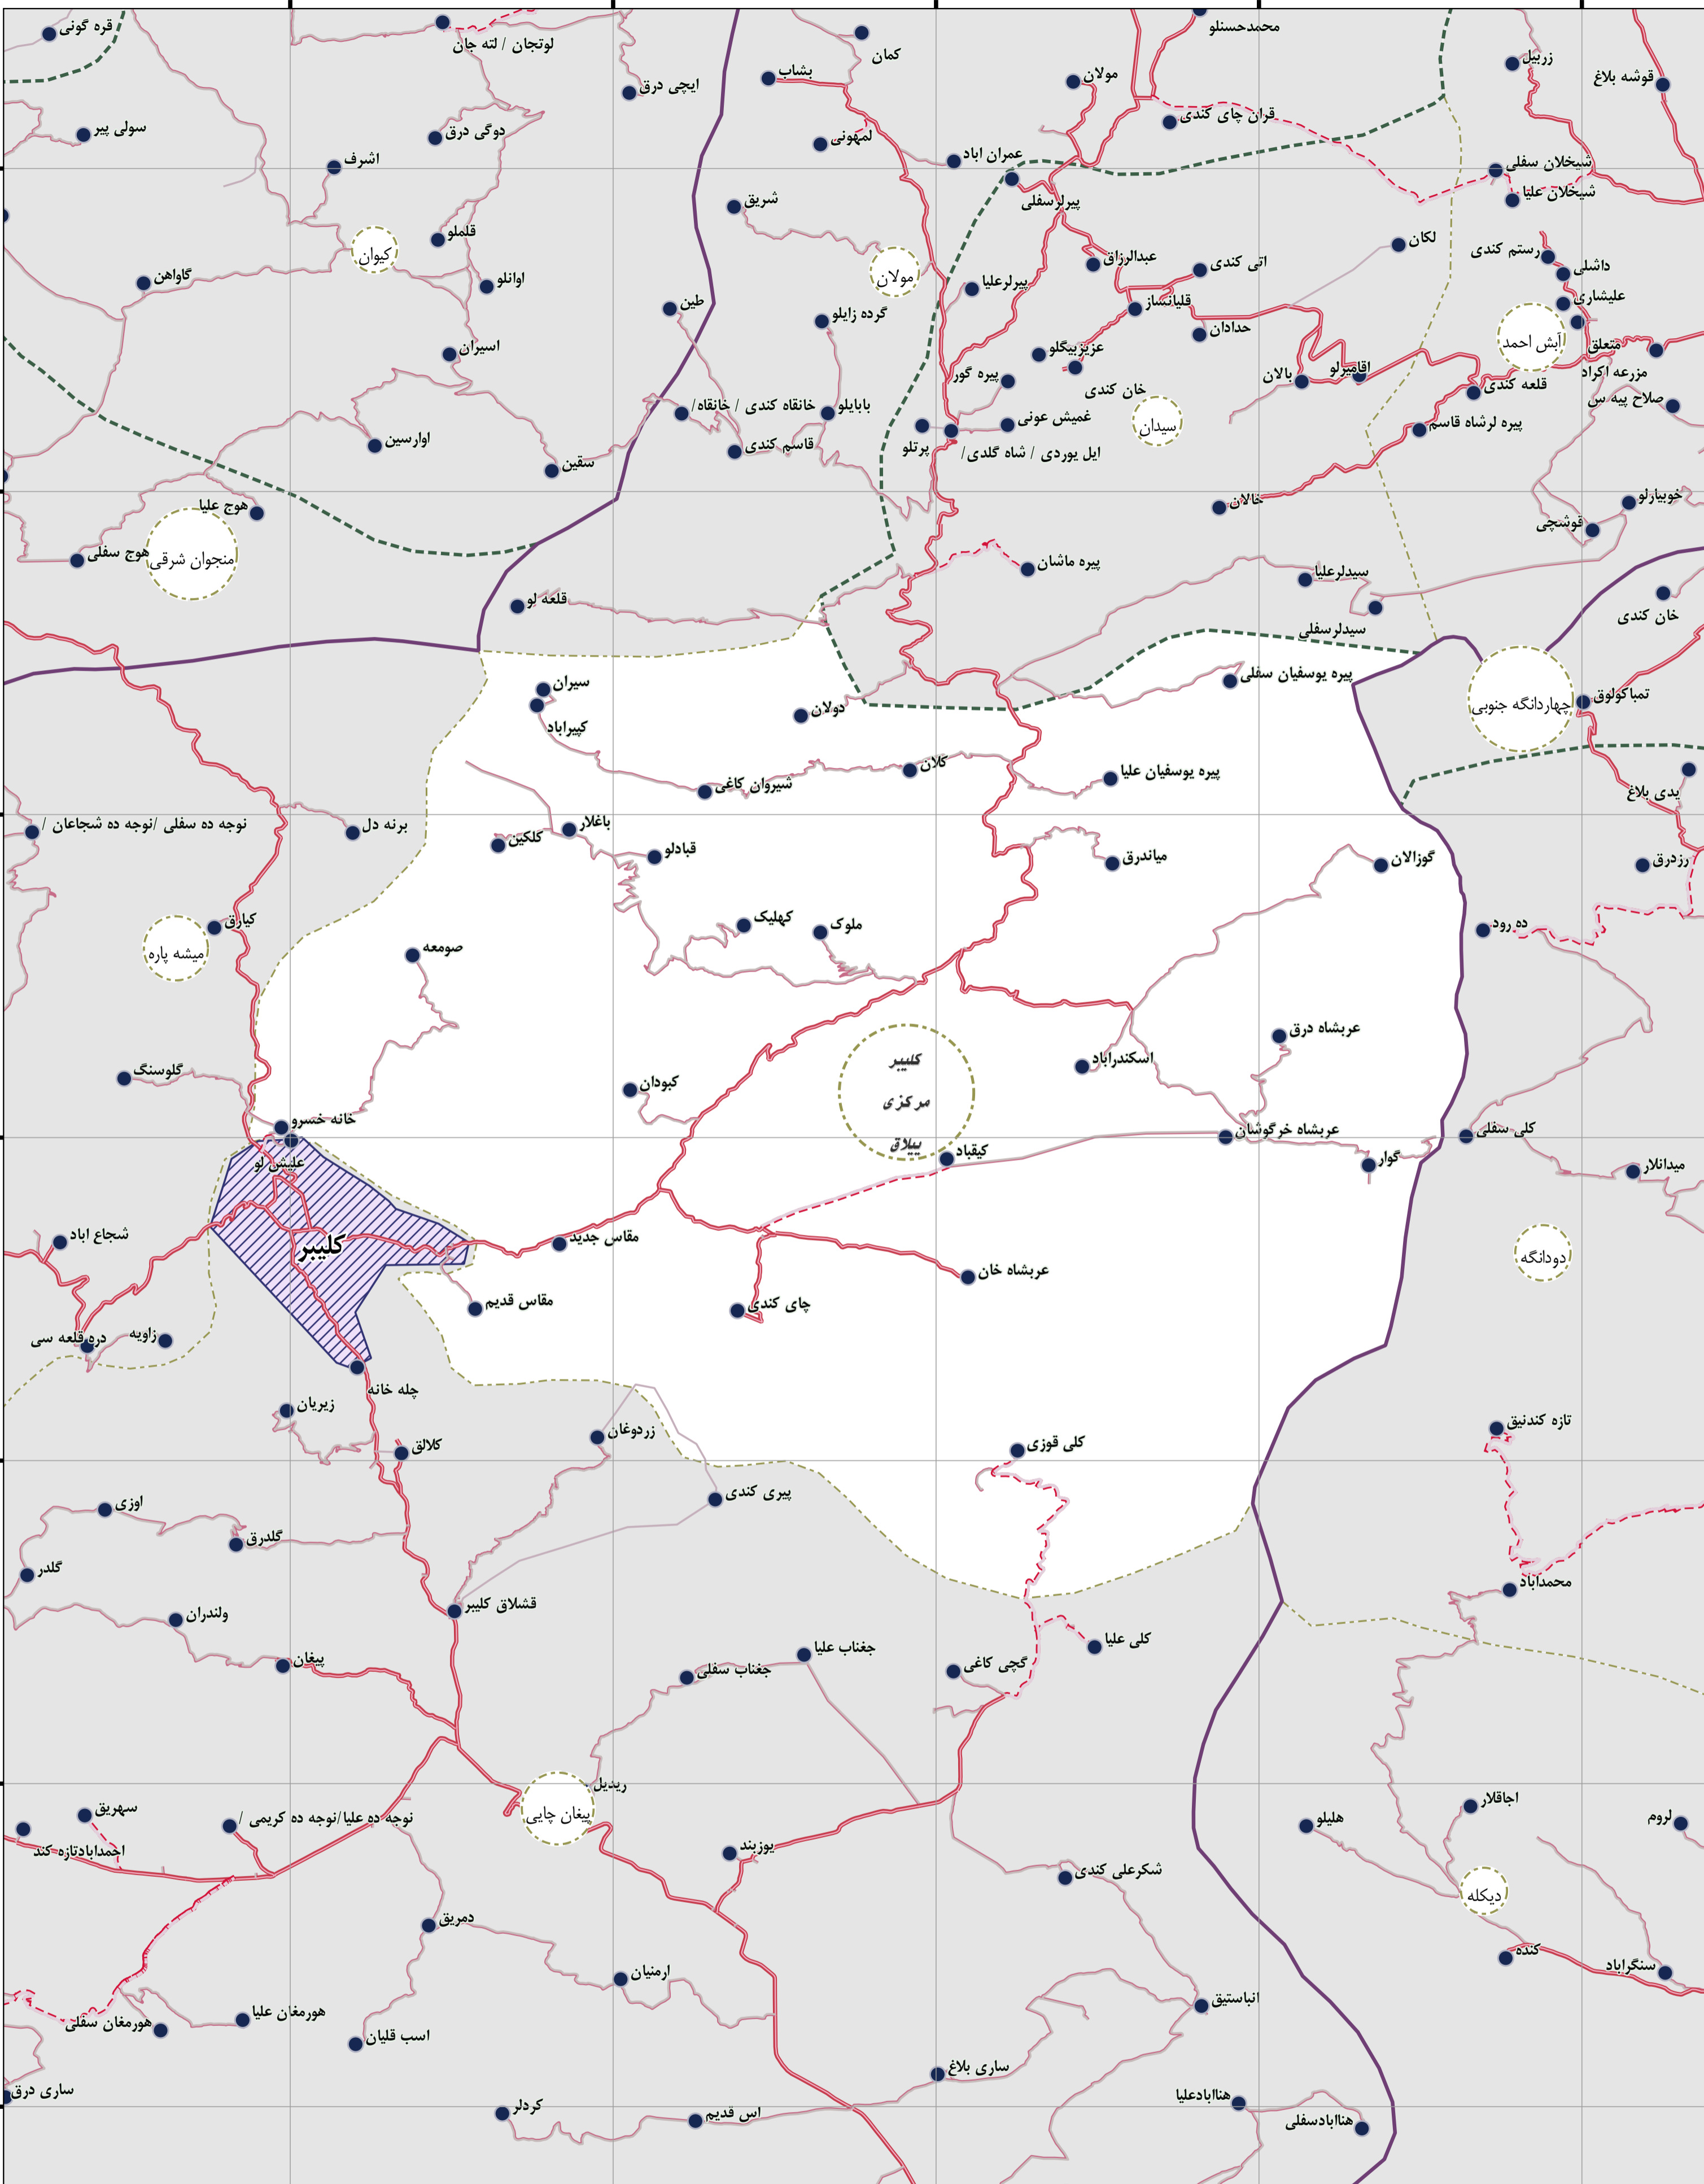 قره گونی
لوتجان / لته جان
کمان
محمدحسنلو
زربیل
قوشه بلاغ
بشاب
ایچی درق
مولان
سولی پیر
دوگی درق
لمهونی
قران چای کندی
اشرف
عمران اباد
شیخلان سفلی
شیخلان علیا
شریق
پیرلرسفلی
قلملو
لکان
کیوان
مولان
عبدالرزاق
اتی کندی
رستم کندی
داشلی
گاواهن
اوانلو
پیرلرعلیا
علیشاری
طین
گرده زایلو
قلیانساز
حدادان
آبش احمد
متعلق
اسیران
عزیزبیگلو
مزرعه اکراد
پیره گور
خان کندی
بالان
اقامیرلو
قلعه کندی
صلاح پیه س
خانقاه کندی / خانقاه/
بابایلو
غمیش عونی
سیدان
پیره لرشاه قاسم
اوارسین
قاسم کندی
پرتلو
ایل یوردی / شاه گلدی/
سقین
خالان
خوبیارلو
هوج علیا
قوشچی
هوج سفلی
منجوان شرقی
پیره ماشان
سیدلرعلیا
قلعه لو
سیدلرسفلی
خان کندی
سیران
پیره یوسفیان سفلی
تمباکولوق
چهاردانگه جنوبی
کپیراباد
دولان
کلان
پیره یوسفیان علیا
شیروان کاغی
یدی بلاغ
نوجه ده سفلی /نوجه ده شجاعان /
برنه دل
باغلار
کلکین
قبادلو
میاندرق
گوزالان
رزدرق
کیارق
کهلیک
ملوک
ده رود
میشه پاره
صومعه
عربشاه درق
کلیبر
مرکزی
ییلاق
اسکندراباد
گلوسنگ
کبودان
خانه خسرو
عربشاه خرگوشان
کلی سفلی
کیقباد
گوار
میدانلار
علیش لو
شجاع اباد
کلیبر
مقاس جدید
دودانگه
عربشاه خان
مقاس قدیم
چای کندی
دره قلعه سی
زاویه
چله خانه
زیریان
تازه کندنیق
کلالق
زردوغان
کلی قوزی
پیری کندی
اوزی
گلدرق
گلدر
محمداباد
قشلاق کلیبر
ولندران
پیغان
جغناب علیا
جغناب سفلی
کلی علیا
گچی کاغی
ریدیل
پیغان چایی
سهریق
نوجه ده علیا/نوجه ده کریمی /
اجاقلار
هلیلو
لروم
احمدابادتازه کند
یوزبند
شکرعلی کندی
دیکله
دمریق
کنده
ارمنیان
سنگراباد
هورمغان علیا
هورمغان سفلی
انباستیق
اسب قلیان
ساری بلاغ
ساری درق
کردلر
اس قدیم
هناابادعلیا
هناابادسفلی